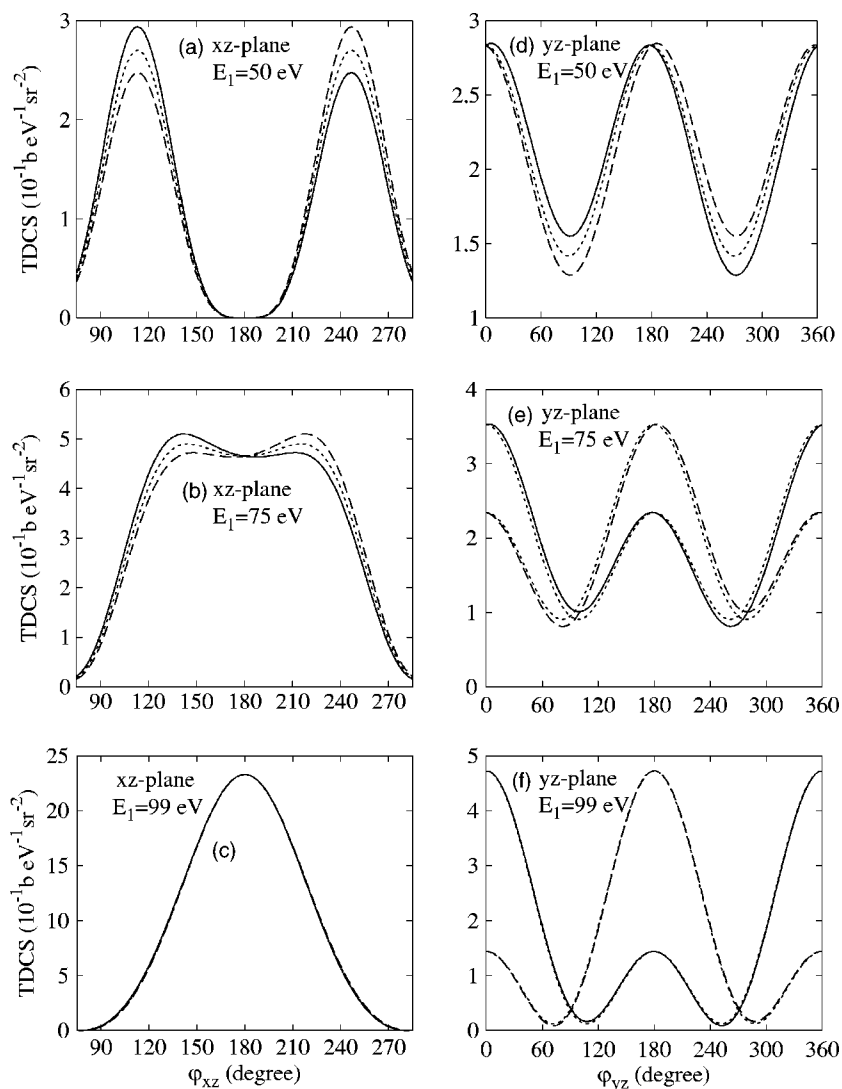 3
2
1
0
TDCS (10⁻¹b eV⁻¹sr⁻²)
(a) xz-plane
E₁=50 eV
90 120 150 180 210 240 270
3
2.5
2
1.5
1
(d) yz-plane
E₁=50 eV
0 60 120 180 240 300 360
6
5
4
3
2
1
0
TDCS (10⁻¹b eV⁻¹sr⁻²)
(b) xz-plane
E₁=75 eV
90 120 150 180 210 240 270
4
3
2
1
0
(e) yz-plane
E₁=75 eV
0 60 120 180 240 300 360
25
20
15
10
5
0
TDCS (10⁻¹b eV⁻¹sr⁻²)
xz-plane
E₁=99 eV
(c)
90 120 150 180 210 240 270
φxz (degree)
5
4
3
2
1
0
(f) yz-plane
E₁=99 eV
0 60 120 180 240 300 360
φyz (degree)